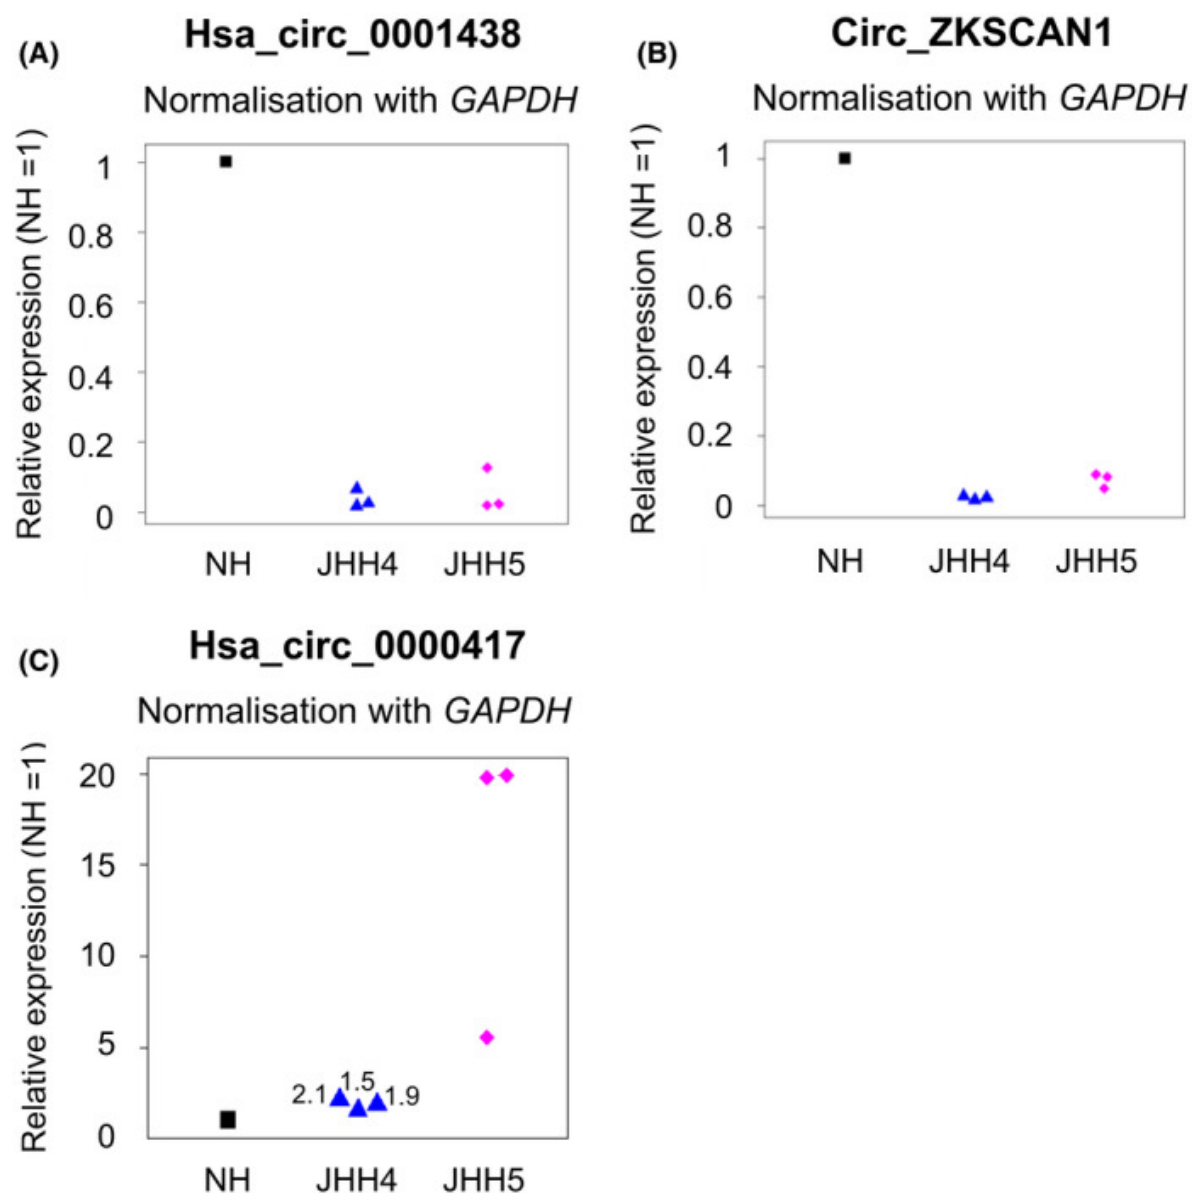 (A)
Hsa_circ_0001438
Normalisation with GAPDH
Relative expression (NH =1)
1
0.8
0.6
0.4
0.2
0
NH JHH4 JHH5
(B)
Circ_ZKSCAN1
Normalisation with GAPDH
Relative expression (NH =1)
1
0.8
0.6
0.4
0.2
0
NH JHH4 JHH5
(C)
Hsa_circ_0000417
Normalisation with GAPDH
Relative expression (NH =1)
20
15
10
5
0
2.1 1.5 1.9
NH JHH4 JHH5